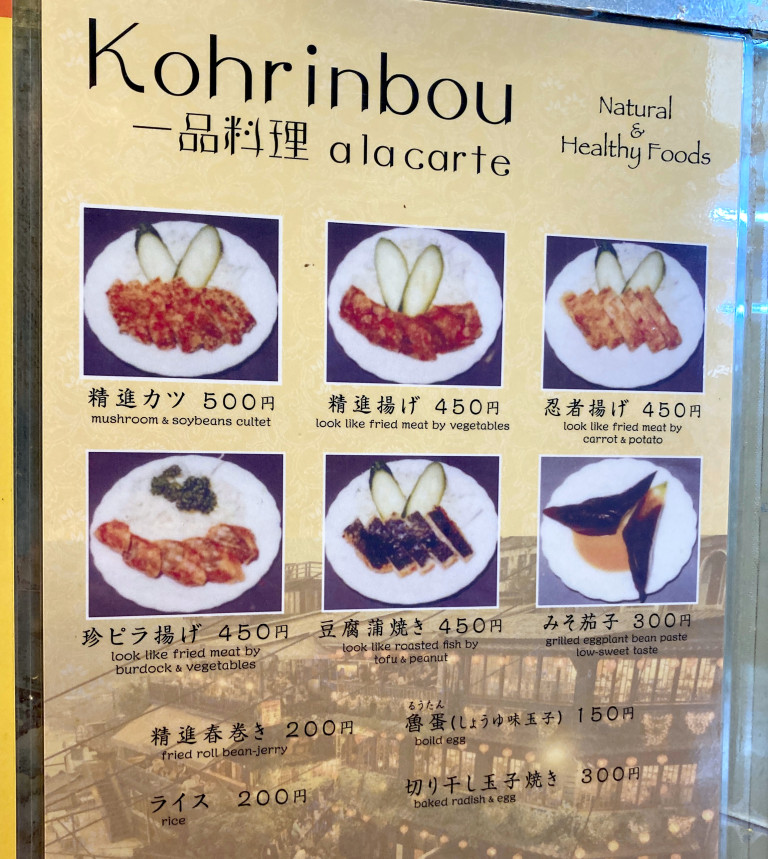 Kohrinbou
一品料理 alacarte
Natural
&
Healthy Foods
精進カツ 500円
mushroom & soybeans cultet
精進揚げ 450円
look like fried meat by vegetables
忍者揚げ 450円
look like fried meat by
carrot & potato
珍ピラ揚げ 450円
look like fried meat by
burdock & vegetables
豆腐蒲焼き 450円
look like roasted fish by
tofu & peanut
みそ茄子 300円
grilled eggplant bean paste
low-sweet taste
精進春巻き 200円
fried roll bean-jerry
るうたん
魯蛋(しょうゆ味玉子) 150円
boild egg
ライス 200円
rice
切り干し玉子焼き 300円
baked radish & egg